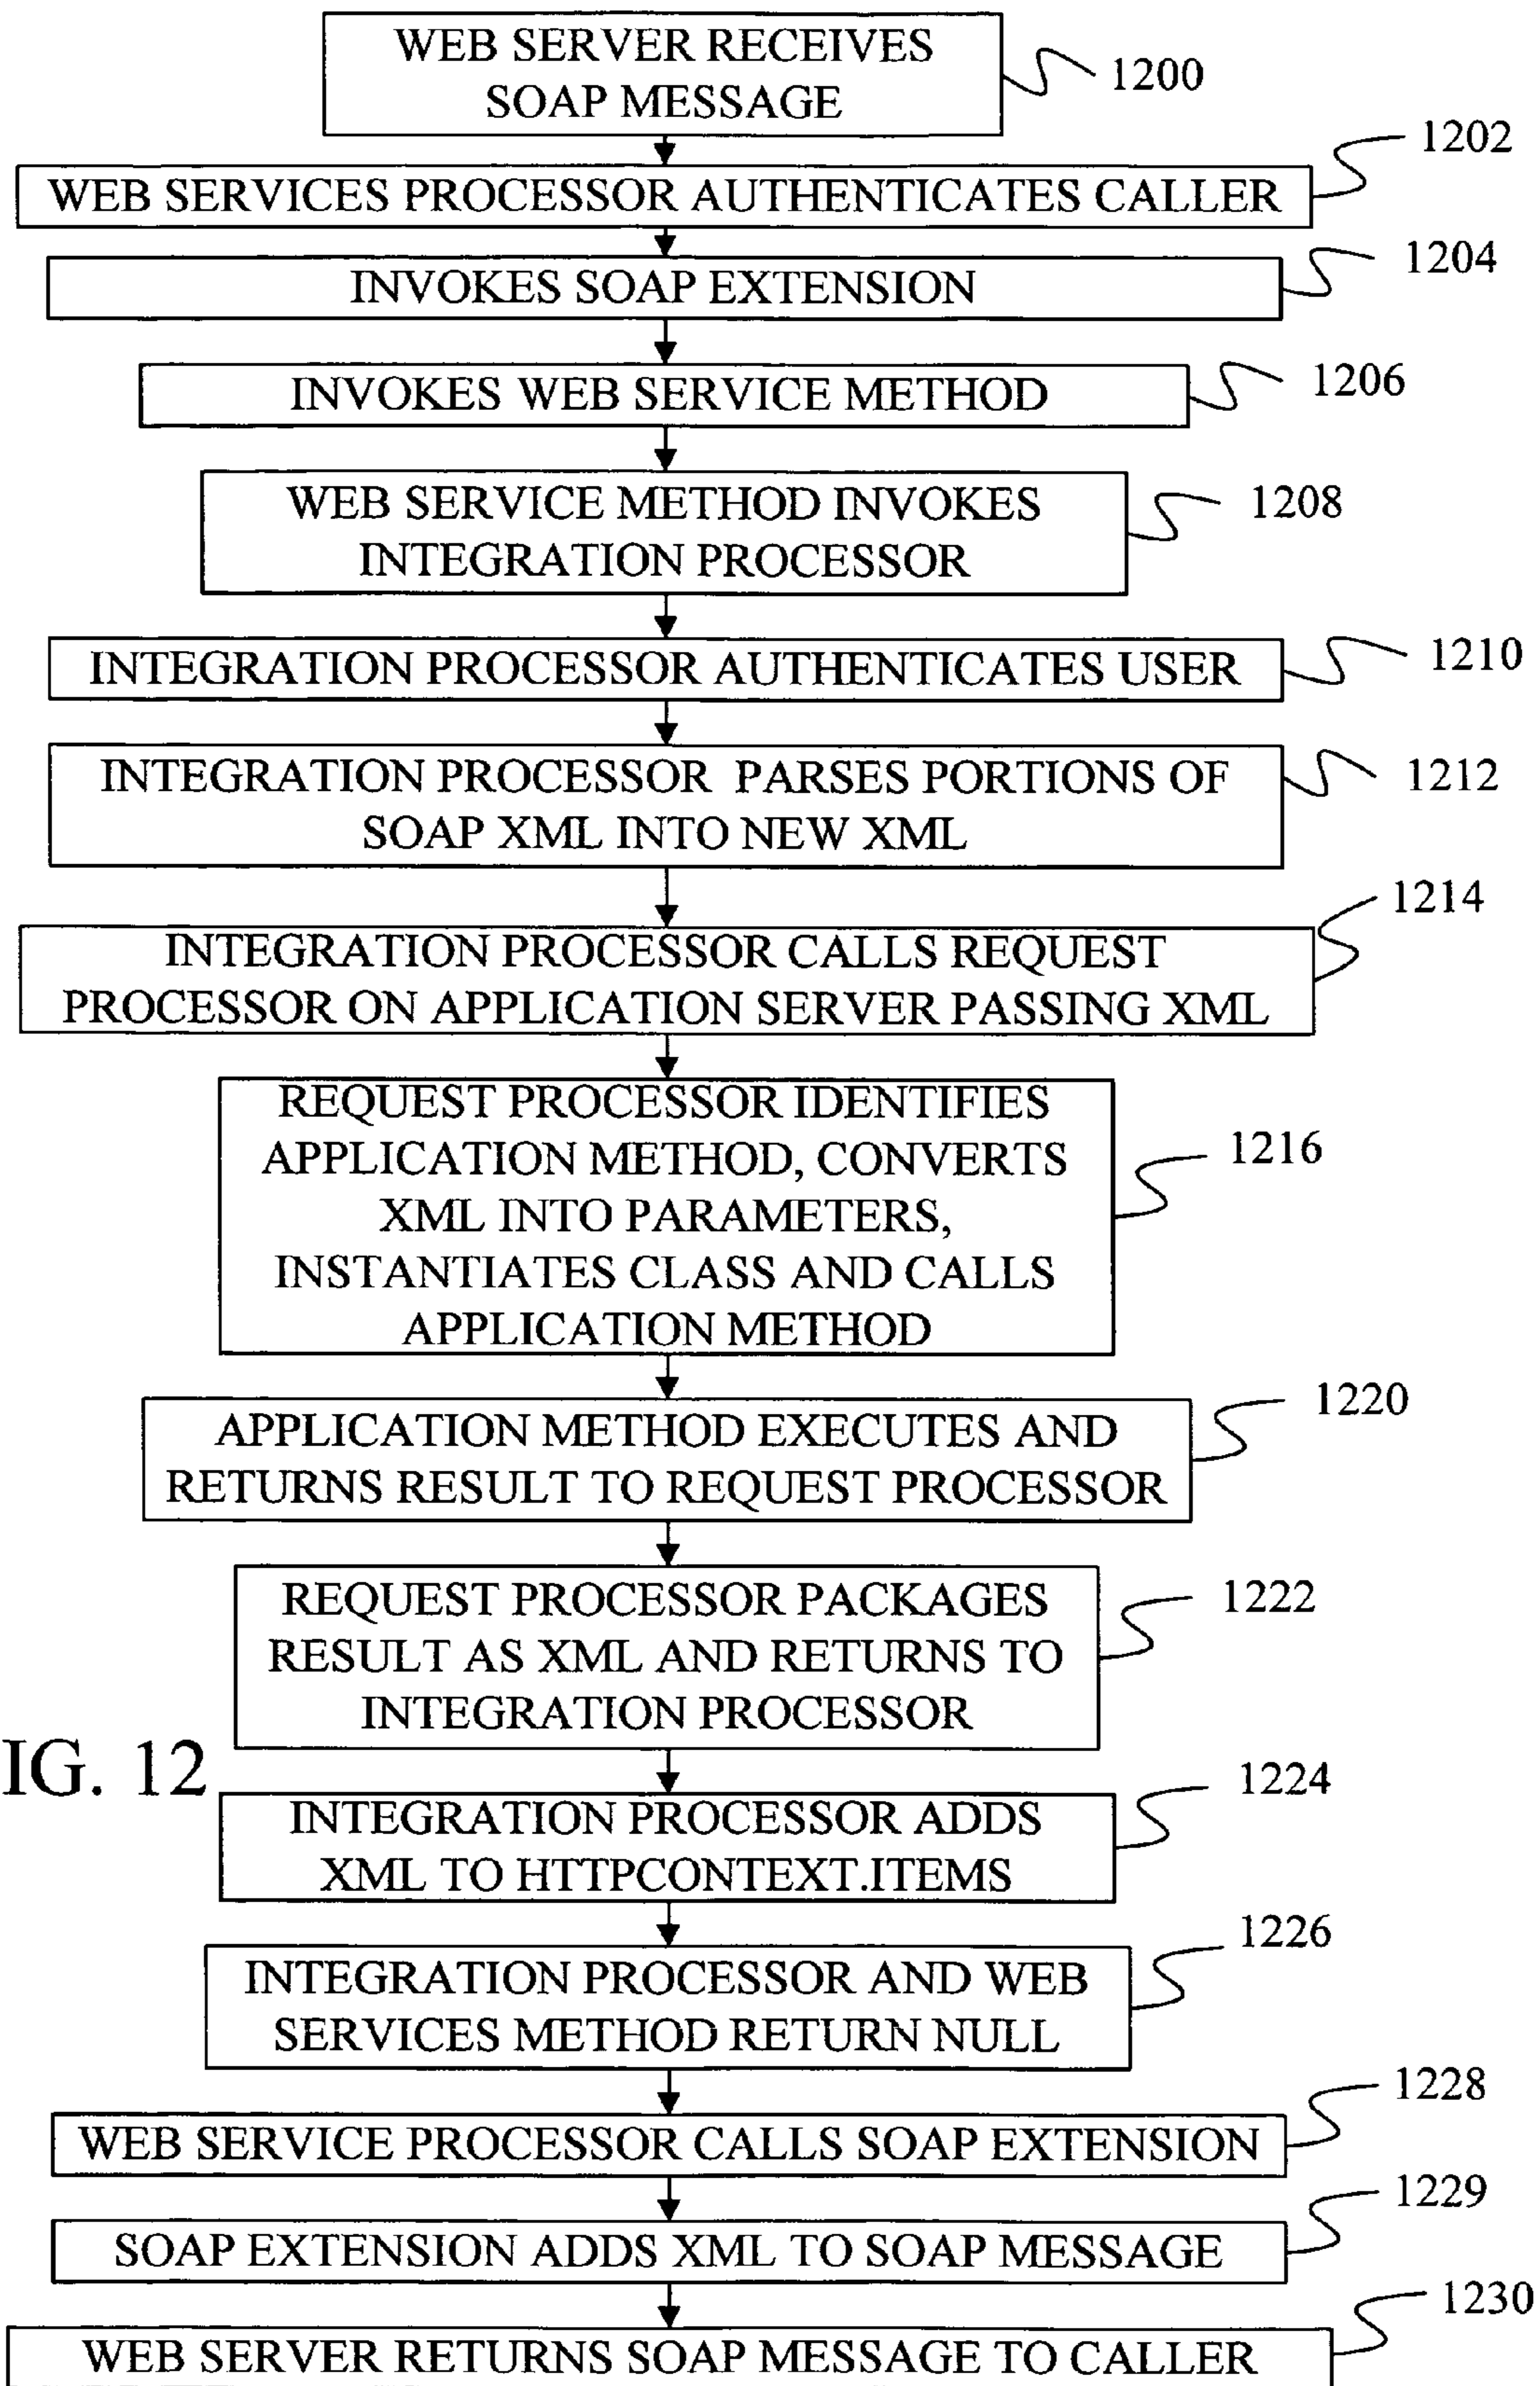 WEB SERVER RECEIVES
SOAP MESSAGE
1200
WEB SERVICES PROCESSOR AUTHENTICATES CALLER
1202
INVOKES SOAP EXTENSION
1204
INVOKES WEB SERVICE METHOD
1206
WEB SERVICE METHOD INVOKES
INTEGRATION PROCESSOR
1208
INTEGRATION PROCESSOR AUTHENTICATES USER
1210
INTEGRATION PROCESSOR PARSES PORTIONS OF
SOAP XML INTO NEW XML
1212
INTEGRATION PROCESSOR CALLS REQUEST
PROCESSOR ON APPLICATION SERVER PASSING XML
1214
REQUEST PROCESSOR IDENTIFIES
APPLICATION METHOD, CONVERTS
XML INTO PARAMETERS,
INSTANTIATES CLASS AND CALLS
APPLICATION METHOD
1216
APPLICATION METHOD EXECUTES AND
RETURNS RESULT TO REQUEST PROCESSOR
1220
REQUEST PROCESSOR PACKAGES
RESULT AS XML AND RETURNS TO
INTEGRATION PROCESSOR
1222
IG. 12
INTEGRATION PROCESSOR ADDS
XML TO HTTPCONTEXT.ITEMS
1224
INTEGRATION PROCESSOR AND WEB
SERVICES METHOD RETURN NULL
1226
WEB SERVICE PROCESSOR CALLS SOAP EXTENSION
1228
SOAP EXTENSION ADDS XML TO SOAP MESSAGE
1229
WEB SERVER RETURNS SOAP MESSAGE TO CALLER
1230